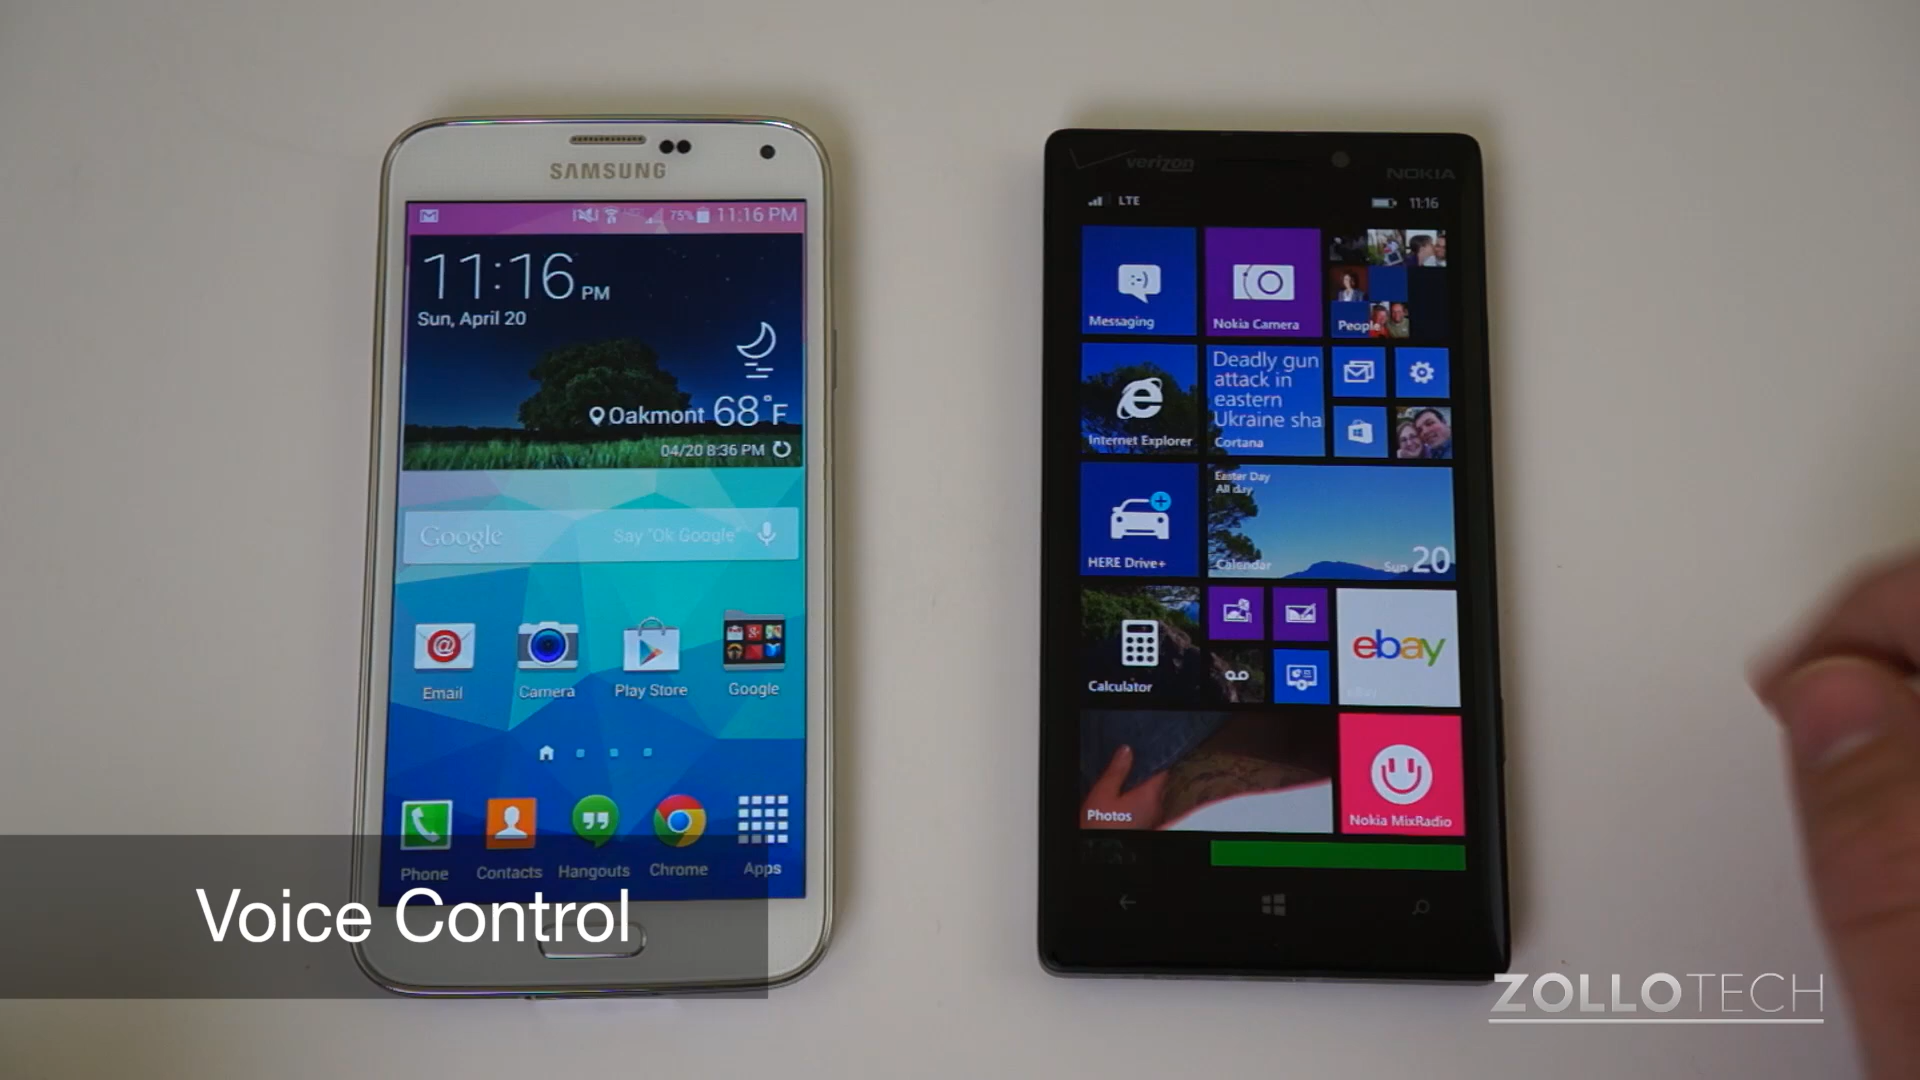 SAMSUNG
75% 11:16 PM
11:16 PM
Sun, April 20
Oakmont 68°F
04/20 8:36 PM
Google Say "Ok Google"
Email
Camera
Play Store
Google
Phone
Contacts
Hangouts
Chrome
Apps
verizon
NOKIA
LTE
11:16
Messaging
Nokia Camera
People
Internet Explorer
Deadly gun
attack in
eastern
Ukraine sha
Cortana
HERE Drive+
Easter Day
All day
Calendar
Sun 20
Calculator
ebay
Photos
Nokia MixRadio
Voice Control
ZOLLOTECH